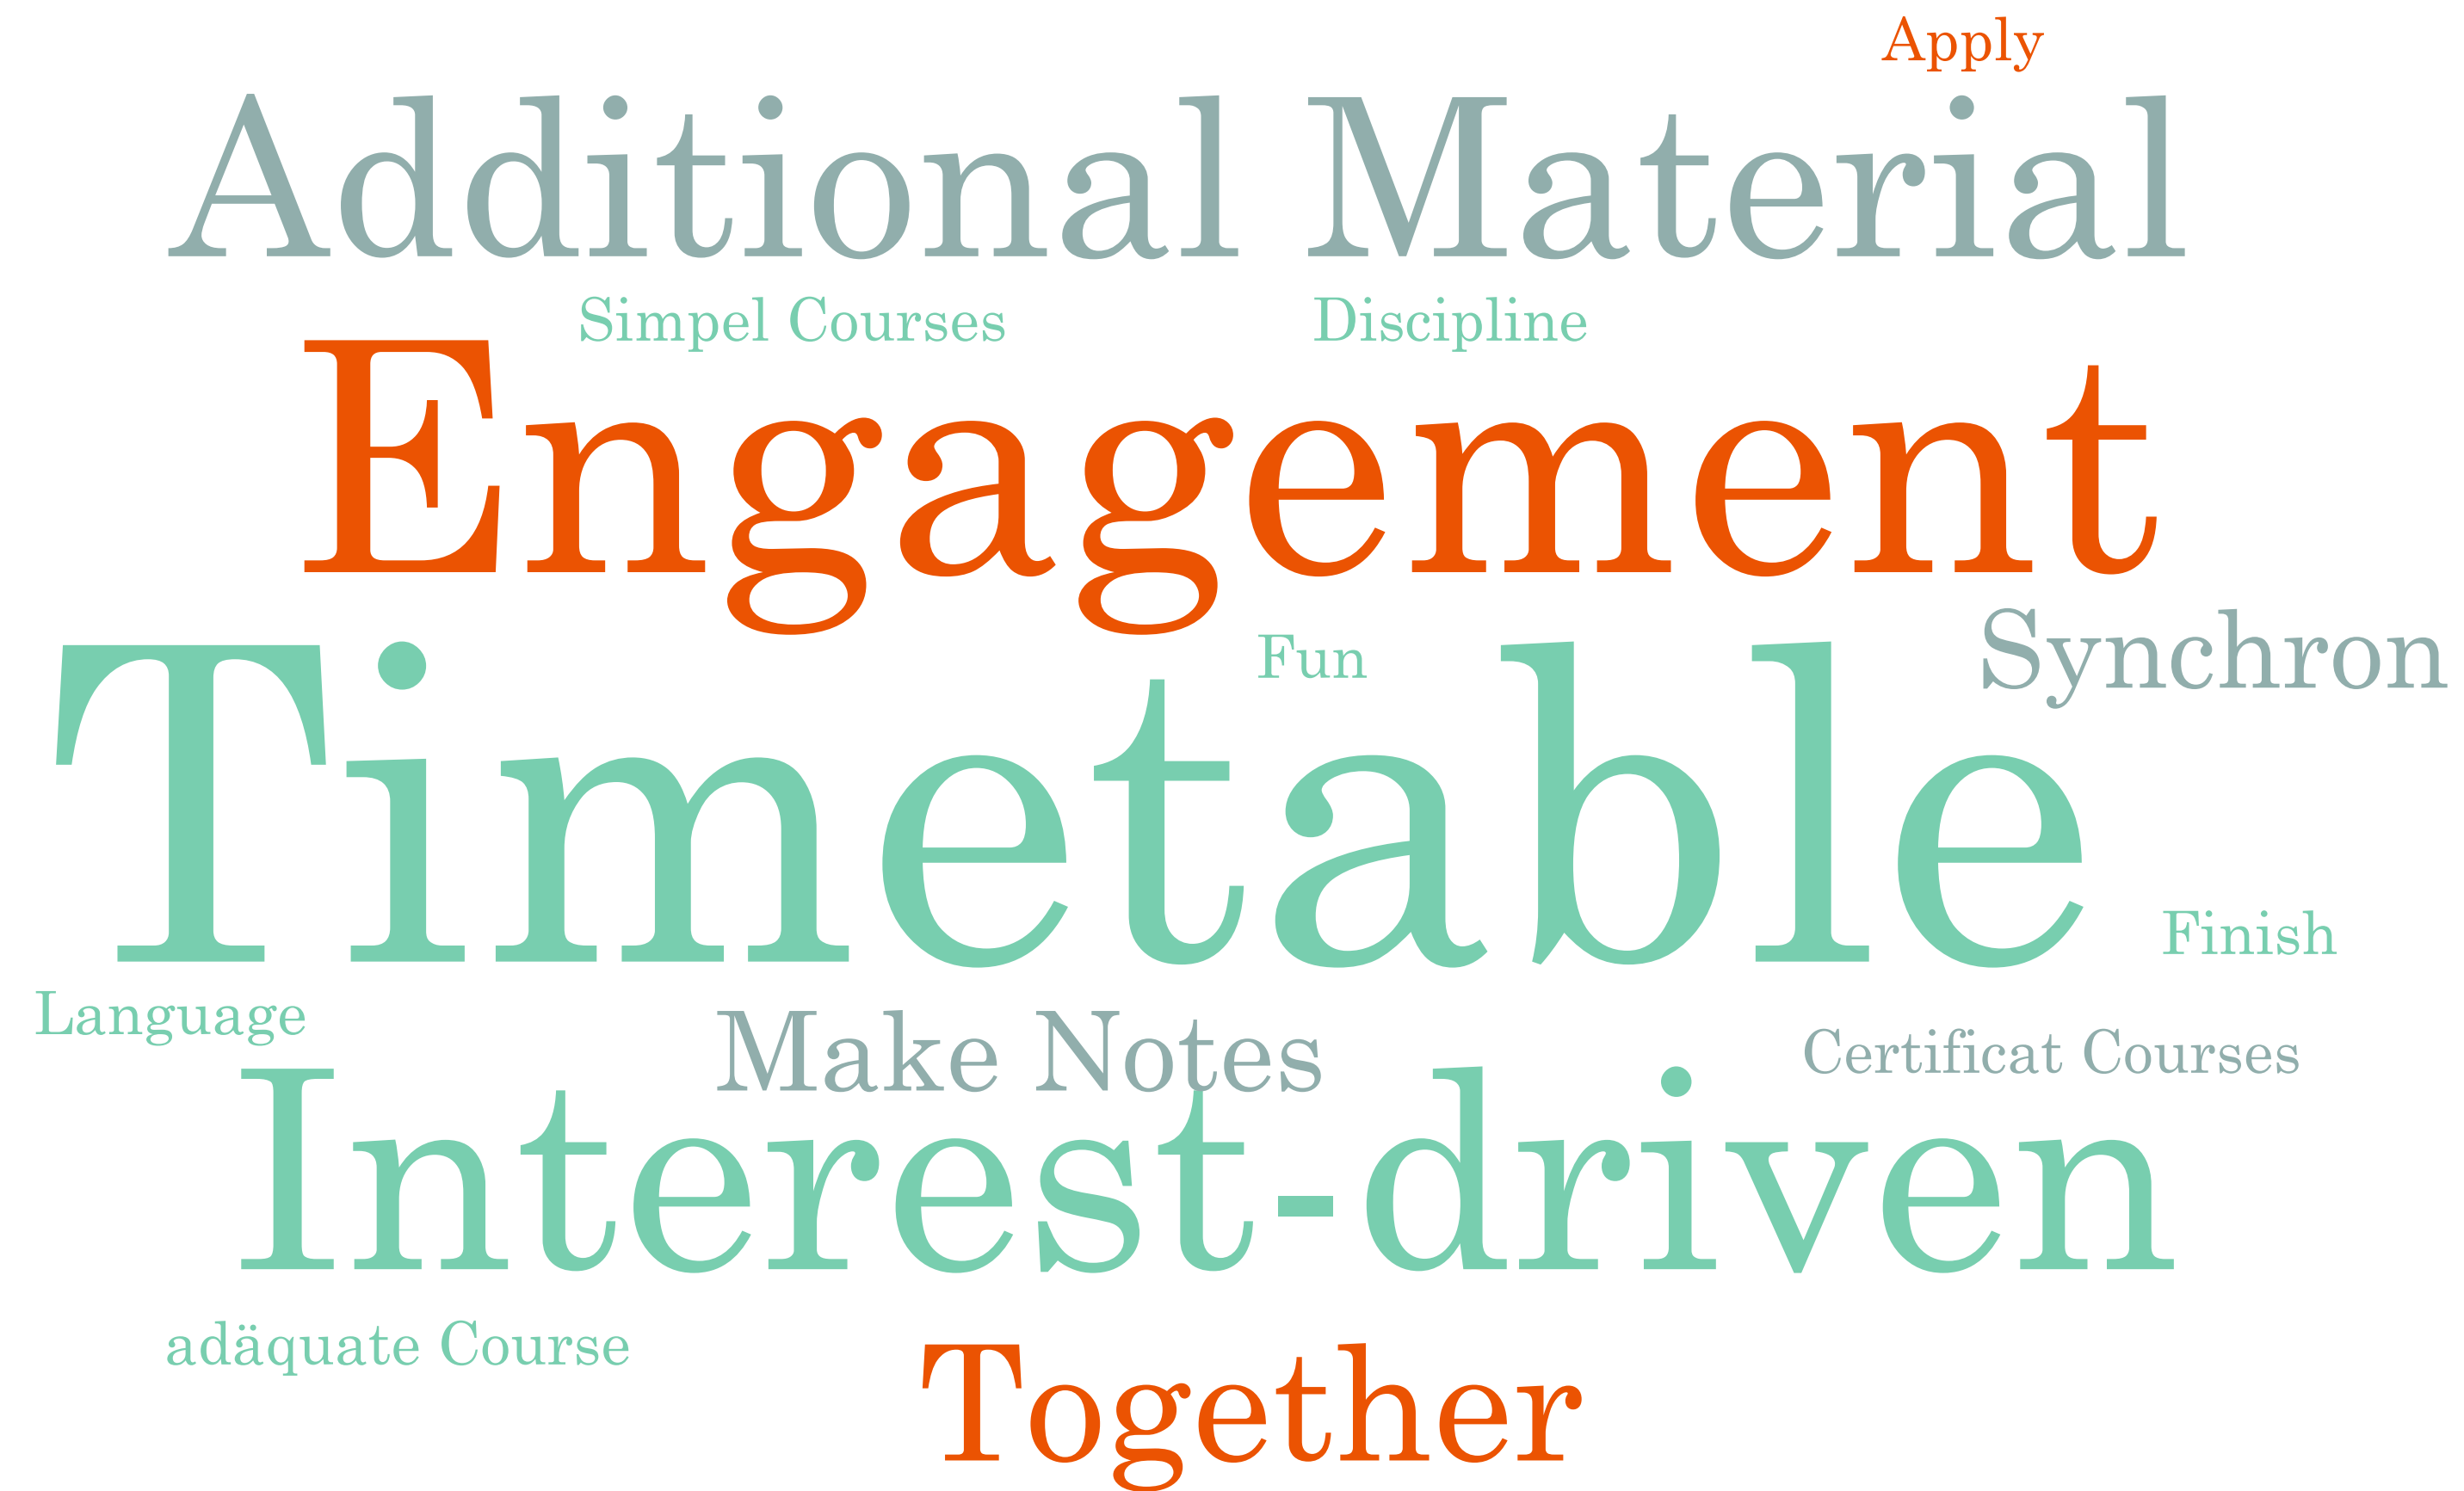 Apply
Additional Material
Simpel Courses
Discipline
Engagement
Synchron
Fun
Timetable
Finish
Language
Make Notes
Certificat Courses
Interest-driven
adäquate Course
Together